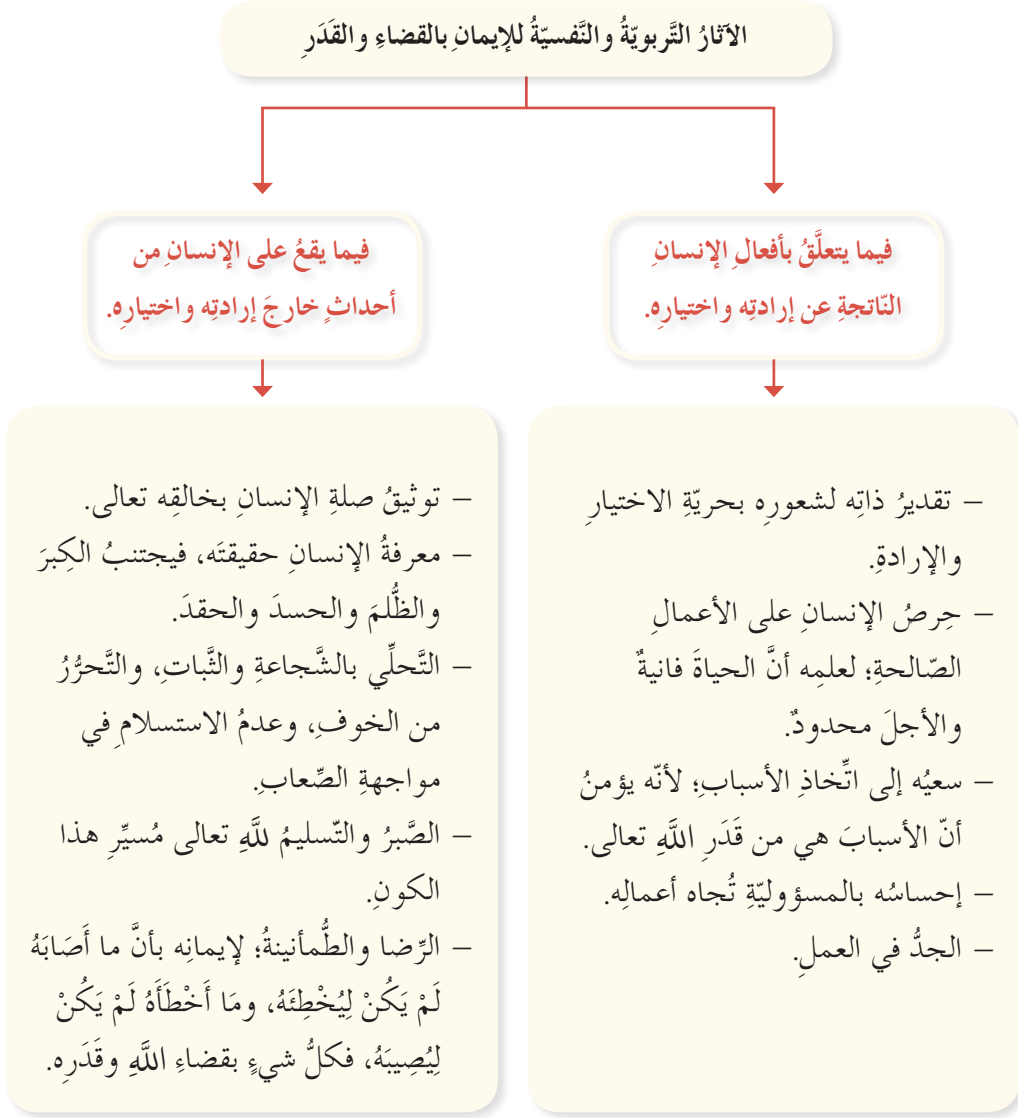 الآثارُ التَّربويّةُ والنَّفسيّةُ للإيمانِ بالقضاءِ والقَدَرِ
فيما يتعلَّقُ بأفعالِ الإنسانِ
النّاتجةِ عن إرادتِه واختيارِه.
– تقديرُ ذاتِه لشعورِه بحريّةِ الاختيارِ
والإرادةِ.
– حِرصُ الإنسانِ على الأعمالِ
الصّالحةِ؛ لعلمِه أنَّ الحياةَ فانيةٌ
والأجلَ محدودٌ.
– سعيُه إلى اتِّخاذِ الأسبابِ؛ لأنّه يؤمنُ
أنّ الأسبابَ هي من قَدَرِ اللَّهِ تعالى.
– إحساسُه بالمسؤوليّةِ تُجاه أعمالِه.
– الجدُّ في العملِ.
فيما يقعُ على الإنسانِ من
أحداثٍ خارجَ إرادتِه واختيارِه.
– توثيقُ صلةِ الإنسانِ بخالقِه تعالى.
– معرفةُ الإنسانِ حقيقتَه، فيجتنبُ الكِبرَ
والظُّلمَ والحسدَ والحقدَ.
– التَّحلِّي بالشَّجاعةِ والثَّباتِ، والتَّحرُّرُ
من الخوفِ، وعدمُ الاستسلامِ في
مواجهةِ الصِّعابِ.
– الصَّبرُ والتّسليمُ للَّهِ تعالى مُسيِّرِ هذا
الكونِ.
– الرِّضا والطُّمأنينةُ؛ لإيمانِه بأنَّ ما أَصَابَهُ
لَمْ يَكُنْ لِيُخْطِئَهُ، ومَا أَخْطَأَهُ لَمْ يَكُنْ
لِيُصِيبَهُ، فكلُّ شيءٍ بقضاءِ اللَّهِ وقَدَرِه.